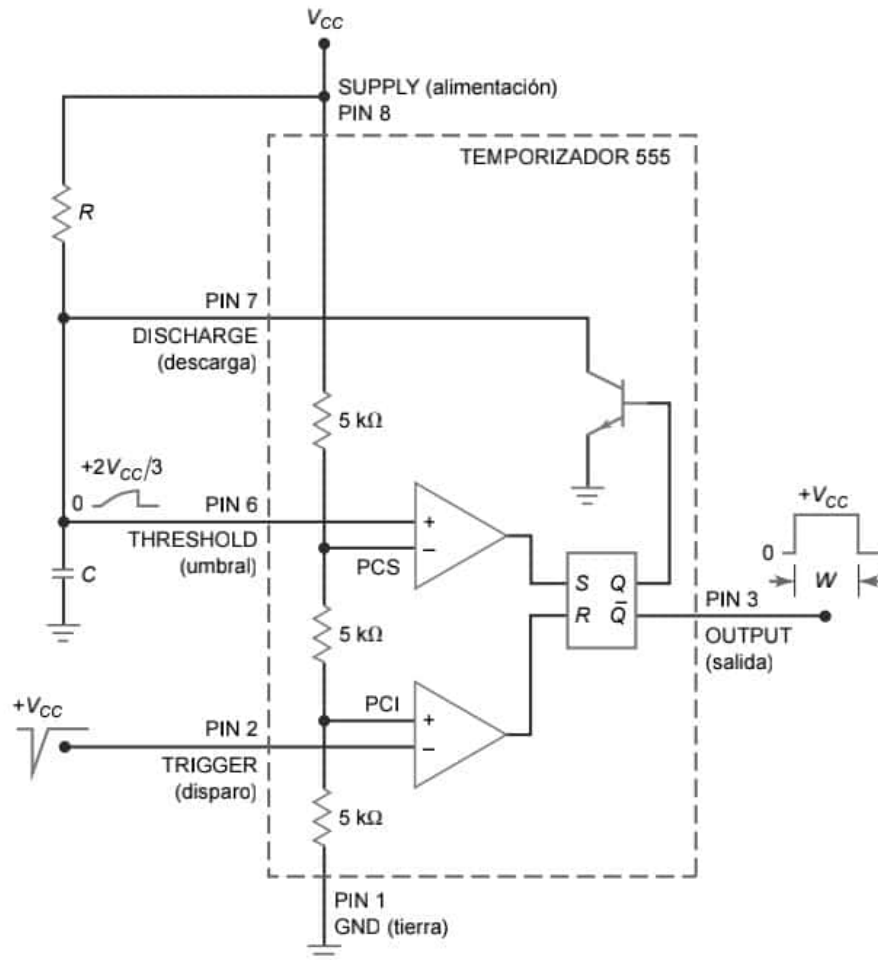 V_CC
SUPPLY (alimentación)
PIN 8
TEMPORIZADOR 555
R
PIN 7
DISCHARGE
(descarga)
5 kΩ
+2V_CC/3
0
PIN 6
THRESHOLD
(umbral)
+
−
PCS
C
S Q
R Q̅
+V_CC
0
W
PIN 3
OUTPUT
(salida)
5 kΩ
PCI
+
−
+V_CC
PIN 2
TRIGGER
(disparo)
5 kΩ
PIN 1
GND (tierra)